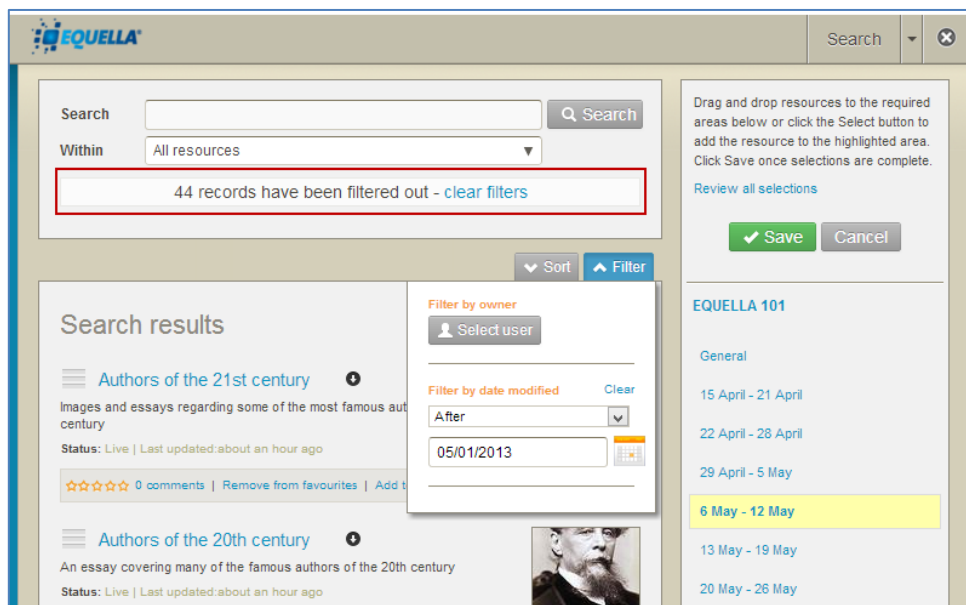 EQUELLA
Search
Search
Search
Within
All resources
44 records have been filtered out - clear filters
Sort
Filter
Search results
Filter by owner
Select user
Filter by date modified
Clear
After
05/01/2013
Authors of the 21st century
Images and essays regarding some of the most famous aut
century
Status: Live | Last updated:about an hour ago
0 comments | Remove from favourites | Add t
Authors of the 20th century
An essay covering many of the famous authors of the 20th century
Status: Live | Last updated:about an hour ago
Drag and drop resources to the required
areas below or click the Select button to
add the resource to the highlighted area.
Click Save once selections are complete.
Review all selections
Save
Cancel
EQUELLA 101
General
15 April - 21 April
22 April - 28 April
29 April - 5 May
6 May - 12 May
13 May - 19 May
20 May - 26 May